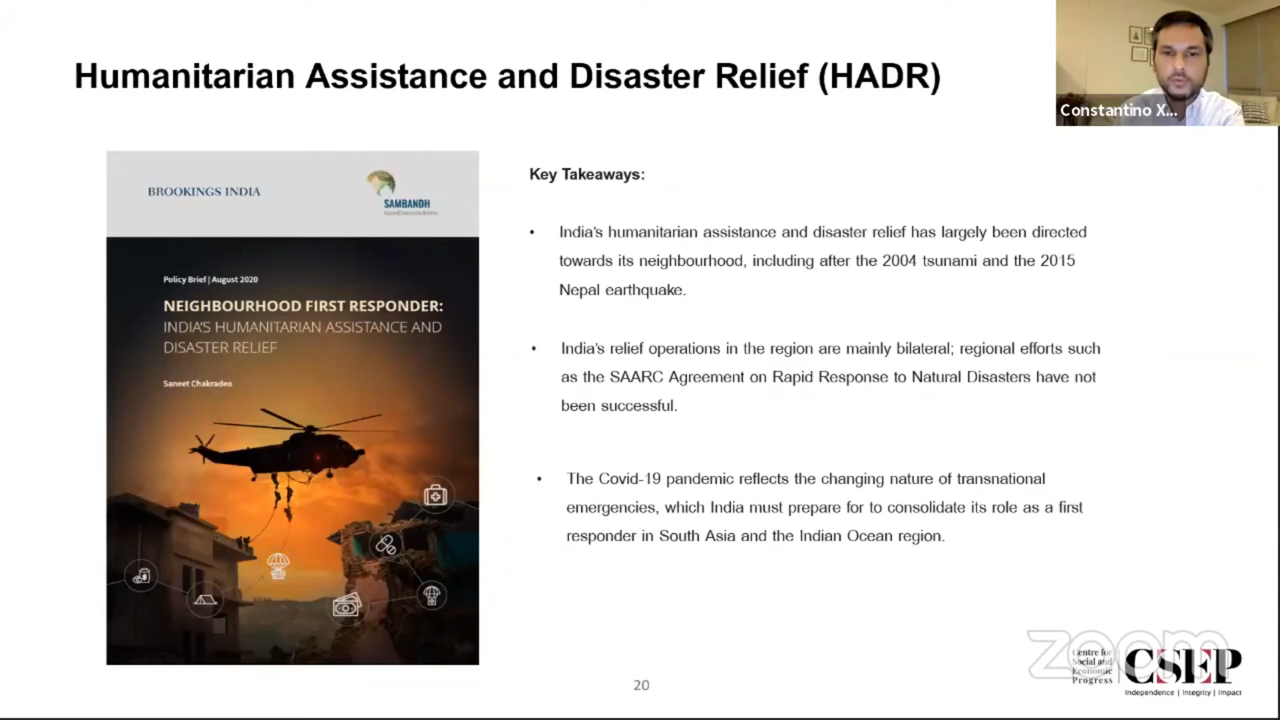 Humanitarian Assistance and Disaster Relief (HADR)
Constantino X...
BROOKINGS INDIA
SAMBANDH
Policy Brief | August 2020
NEIGHBOURHOOD FIRST RESPONDER:
INDIA'S HUMANITARIAN ASSISTANCE AND
DISASTER RELIEF
Saneet Chakradeo
Key Takeaways:
• India's humanitarian assistance and disaster relief has largely been directed
towards its neighbourhood, including after the 2004 tsunami and the 2015
Nepal earthquake.
• India's relief operations in the region are mainly bilateral; regional efforts such
as the SAARC Agreement on Rapid Response to Natural Disasters have not
been successful.
• The Covid-19 pandemic reflects the changing nature of transnational
emergencies, which India must prepare for to consolidate its role as a first
responder in South Asia and the Indian Ocean region.
zoom
Centre for
Social and
Economic
Progress
CSEP
Independence | Integrity | Impact
20